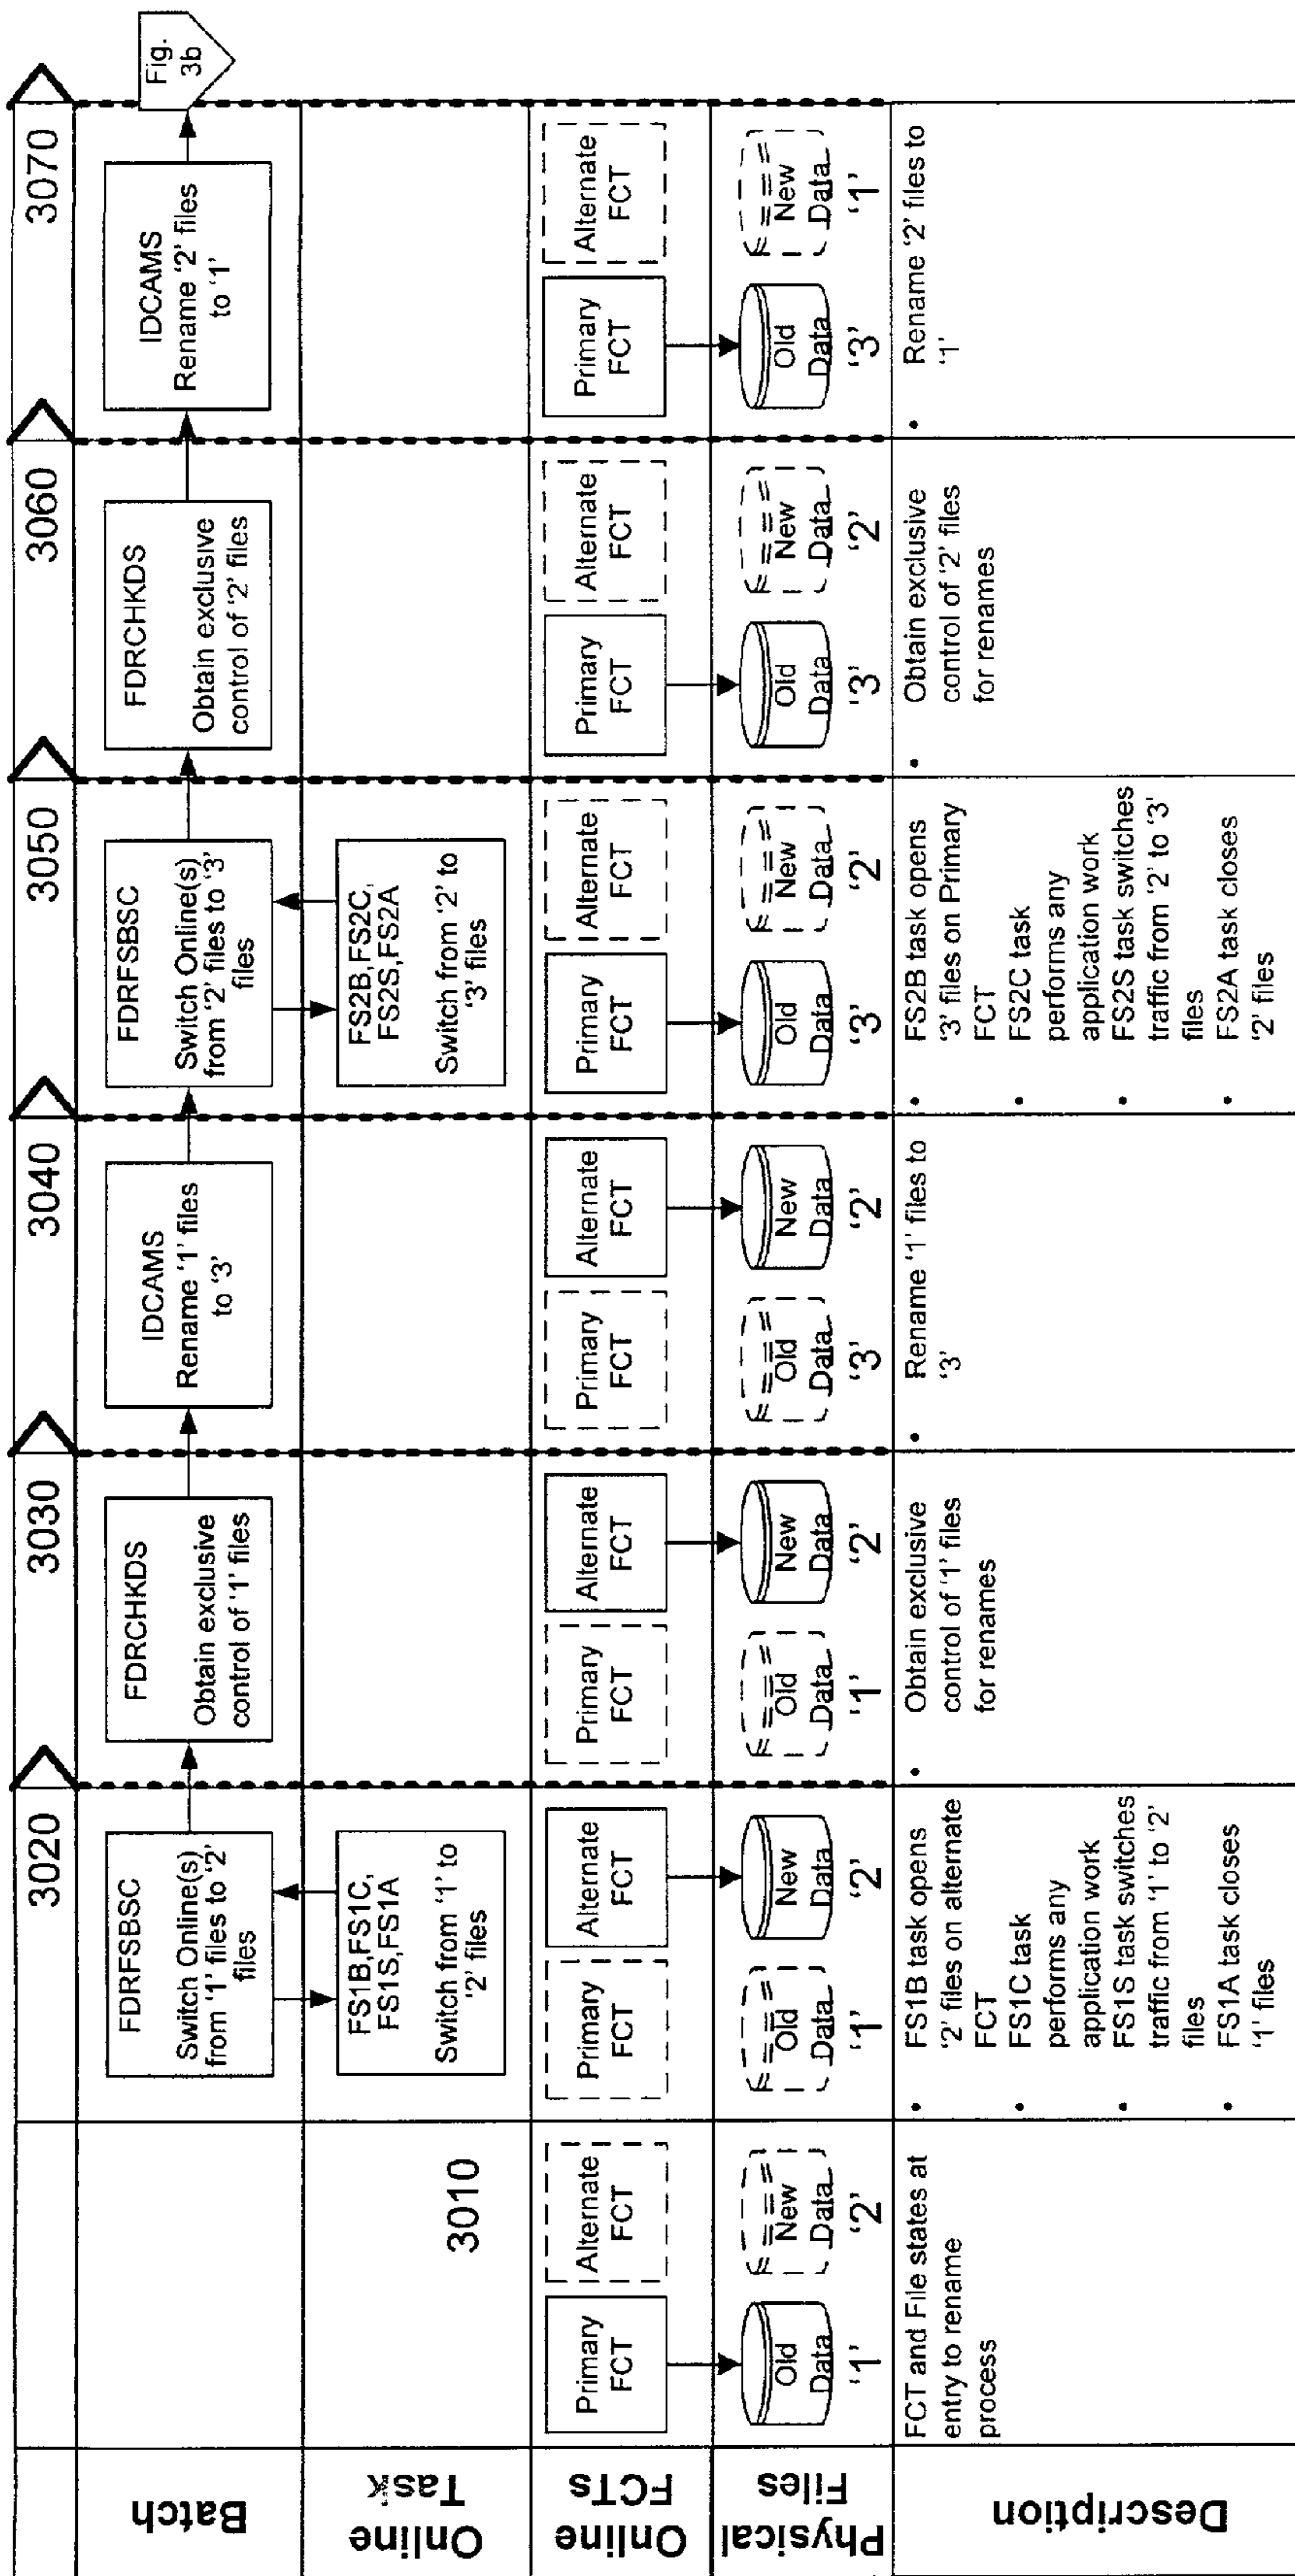 3020
3030
3040
3050
3060
3070
Batch
FDRFSBSC
Switch Online(s)
from '1' files to '2'
files
FDRCHKDS
Obtain exclusive
control of '1' files
IDCAMS
Rename '1' files
to '3'
FDRFSBSC
Switch Online(s)
from '2' files to '3'
files
FDRCHKDS
Obtain exclusive
control of '2' files
IDCAMS
Rename '2' files
to '1'
Fig.
3b
Online
Task
3010
FS1B,FS1C,
FS1S,FS1A
Switch from '1' to
'2' files
FS2B,FS2C,
FS2S,FS2A
Switch from '2' to
'3' files
Online
FCTs
Primary
FCT
Alternate
FCT
Primary
FCT
Alternate
FCT
Primary
FCT
Alternate
FCT
Primary
FCT
Alternate
FCT
Primary
FCT
Alternate
FCT
Primary
FCT
Alternate
FCT
Primary
FCT
Alternate
FCT
Physical
Files
Old
Data
'1'
New
Data
'2'
Old
Data
'1'
New
Data
'2'
Old
Data
'1'
New
Data
'2'
Old
Data
'3'
New
Data
'2'
Old
Data
'3'
New
Data
'2'
Old
Data
'3'
New
Data
'2'
Old
Data
'3'
New
Data
'1'
Description
FCT and File states at
entry to rename
process
• FS1B task opens
'2' files on alternate
FCT
• FS1C task
performs any
application work
• FS1S task switches
traffic from '1' to '2'
files
• FS1A task closes
'1' files
• Obtain exclusive
control of '1' files
for renames
• Rename '1' files to
'3'
• FS2B task opens
'3' files on Primary
FCT
• FS2C task
performs any
application work
• FS2S task switches
traffic from '2' to '3'
files
• FS2A task closes
'2' files
• Obtain exclusive
control of '2' files
for renames
• Rename '2' files to
'1'